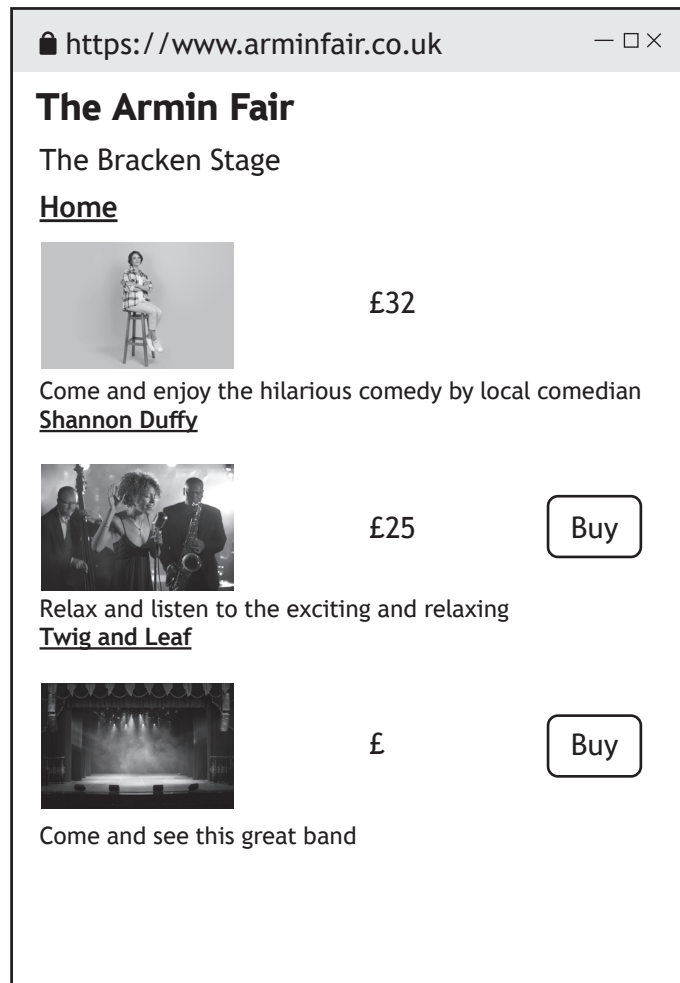 https://www.arminfair.co.uk
The Armin Fair
The Bracken Stage
Home
£32
Come and enjoy the hilarious comedy by local comedian
Shannon Duffy
£25 Buy
Relax and listen to the exciting and relaxing
Twig and Leaf
£ Buy
Come and see this great band